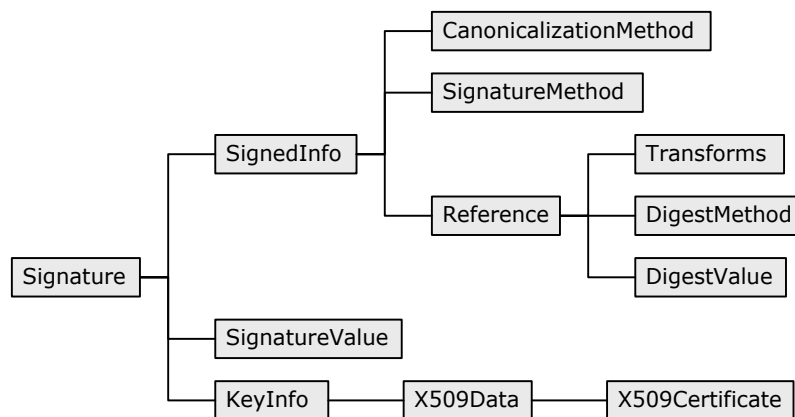 CanonicalizationMethod
SignatureMethod
SignedInfo
Transforms
Reference
DigestMethod
Signature
DigestValue
SignatureValue
KeyInfo
X509Data
X509Certificate